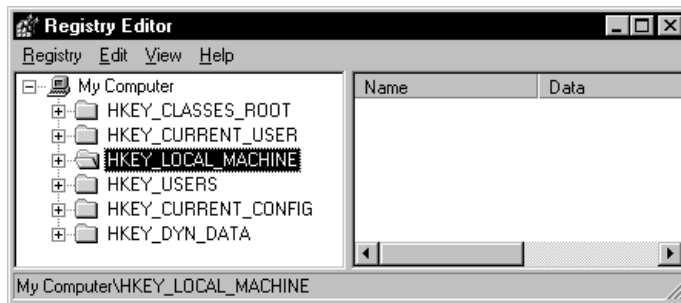 Registry Editor
Registry Edit View Help
My Computer
HKEY_CLASSES_ROOT
HKEY_CURRENT_USER
HKEY_LOCAL_MACHINE
HKEY_USERS
HKEY_CURRENT_CONFIG
HKEY_DYN_DATA
Name Data
My Computer\HKEY_LOCAL_MACHINE